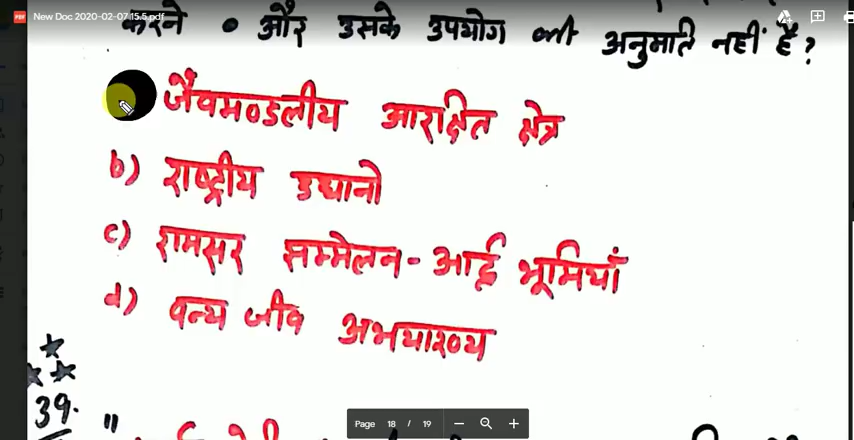 New Doc 2020-02-07 15.5.pdf
करने • और उसके उपयोग की अनुमति नहीं है?
जैवमण्डलीय आरक्षित क्षेत्र
b) राष्ट्रीय उद्यानो
c) रामसर सम्मेलन - आर्द्र भूमियाँ
d) वन्य जीव अभयारण्य
39.
"
Page 18 / 19